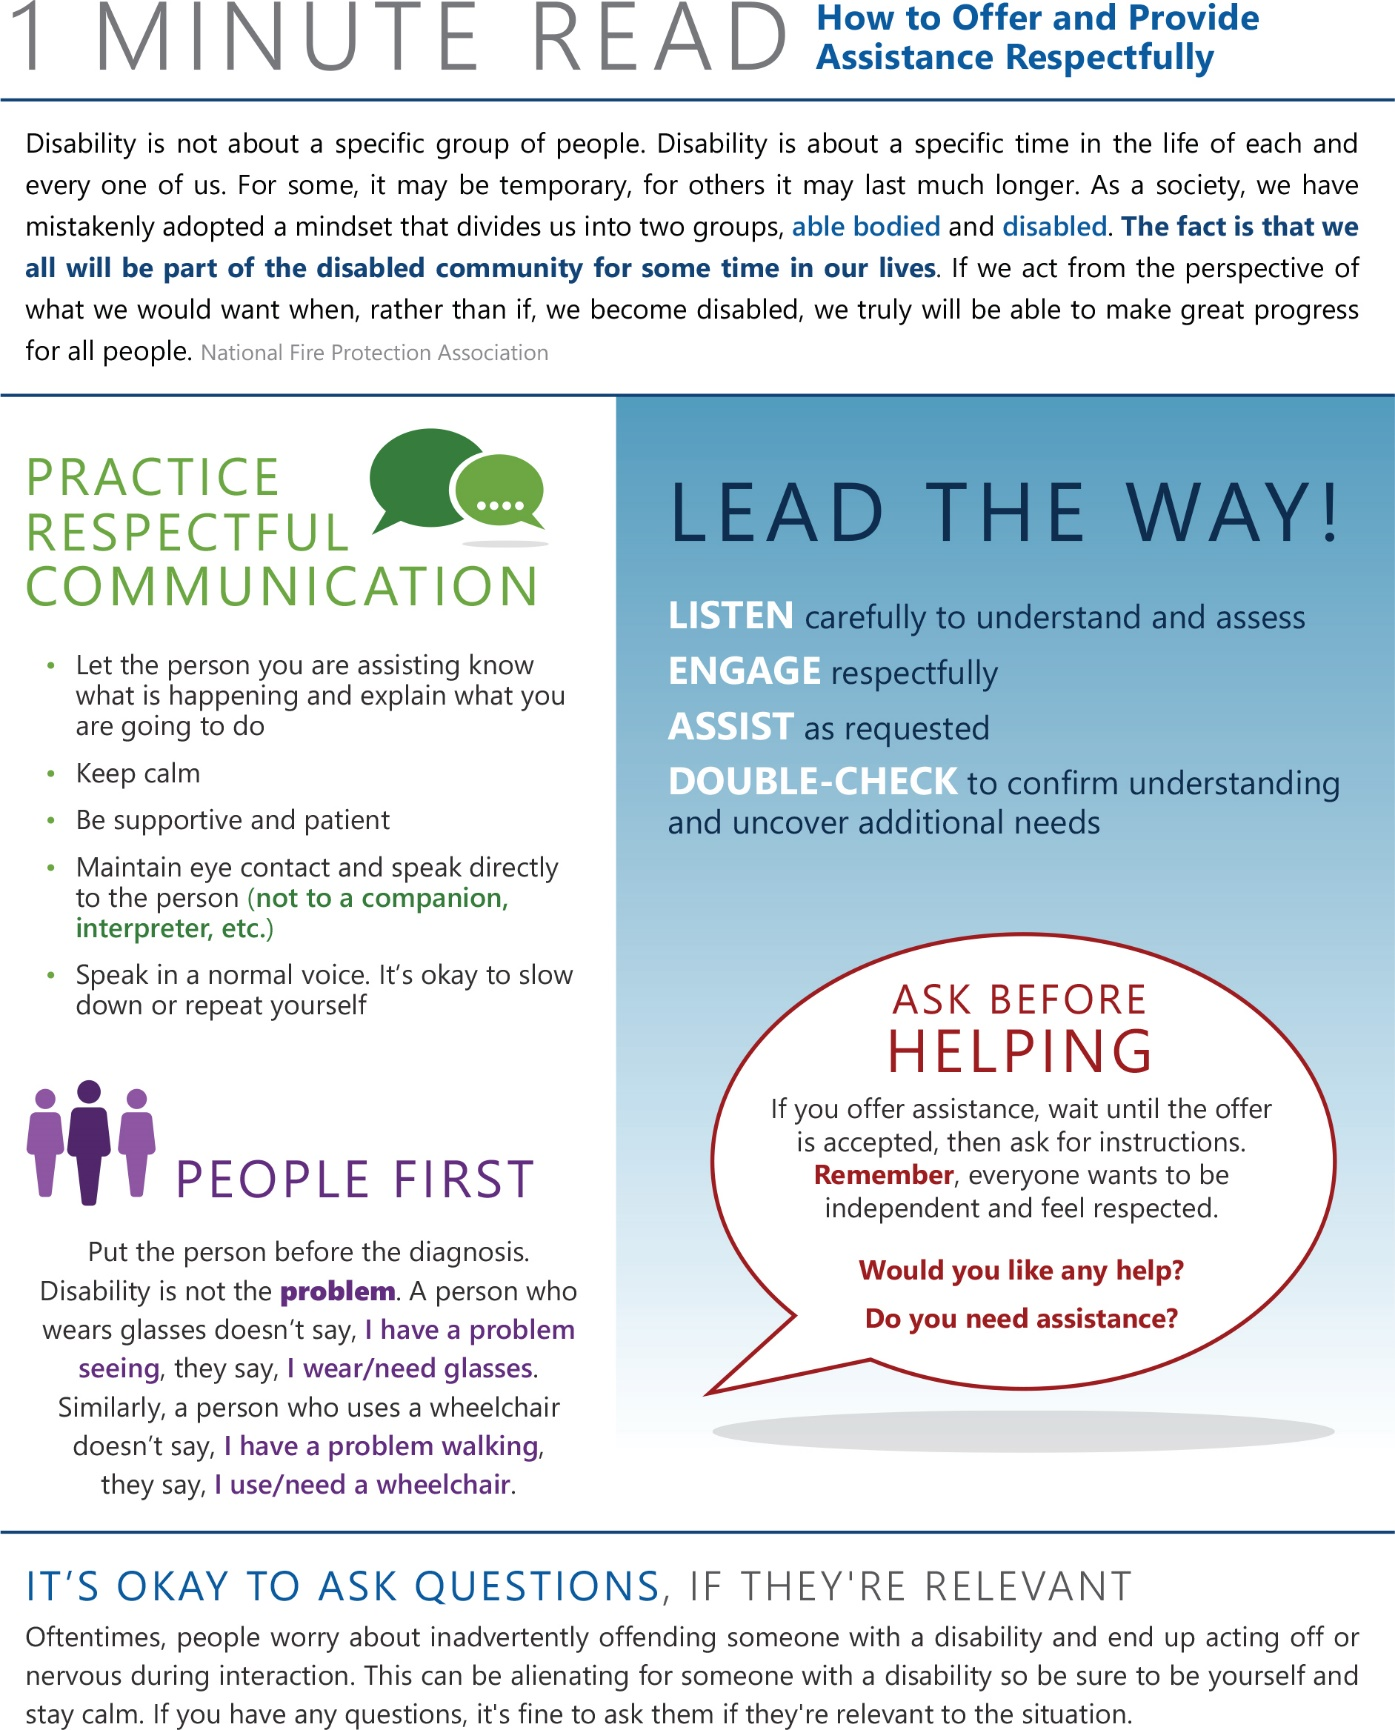 1 MINUTE READ
How to Offer and Provide
Assistance Respectfully
Disability is not about a specific group of people. Disability is about a specific time in the life of each and
every one of us. For some, it may be temporary, for others it may last much longer. As a society, we have
mistakenly adopted a mindset that divides us into two groups, able bodied and disabled. The fact is that we
all will be part of the disabled community for some time in our lives. If we act from the perspective of
what we would want when, rather than if, we become disabled, we truly will be able to make great progress
for all people. National Fire Protection Association
PRACTICE
RESPECTFUL
COMMUNICATION
• Let the person you are assisting know
what is happening and explain what you
are going to do
• Keep calm
• Be supportive and patient
• Maintain eye contact and speak directly
to the person (not to a companion,
interpreter, etc.)
• Speak in a normal voice. It's okay to slow
down or repeat yourself
PEOPLE FIRST
Put the person before the diagnosis.
Disability is not the problem. A person who
wears glasses doesn't say, I have a problem
seeing, they say, I wear/need glasses.
Similarly, a person who uses a wheelchair
doesn't say, I have a problem walking,
they say, I use/need a wheelchair.
LEAD THE WAY!
LISTEN carefully to understand and assess
ENGAGE respectfully
ASSIST as requested
DOUBLE-CHECK to confirm understanding
and uncover additional needs
ASK BEFORE
HELPING
If you offer assistance, wait until the offer
is accepted, then ask for instructions.
Remember, everyone wants to be
independent and feel respected.
Would you like any help?
Do you need assistance?
IT'S OKAY TO ASK QUESTIONS, IF THEY'RE RELEVANT
Oftentimes, people worry about inadvertently offending someone with a disability and end up acting off or
nervous during interaction. This can be alienating for someone with a disability so be sure to be yourself and
stay calm. If you have any questions, it's fine to ask them if they're relevant to the situation.